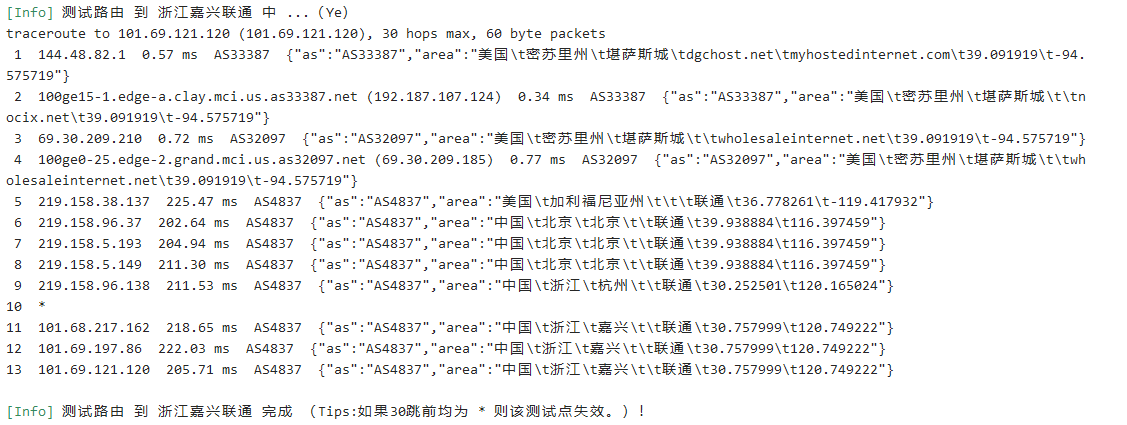 [Info] 测试路由 到 浙江嘉兴联通 中 ... (Ye)
traceroute to 101.69.121.120 (101.69.121.120), 30 hops max, 60 byte packets
 1  144.48.82.1  0.57 ms  AS33387  {"as":"AS33387","area":"美国\t密苏里州\t堪萨斯城\tdgchost.net\tmyhostedinternet.com\t39.091919\t-94.
575719"}
 2  100ge15-1.edge-a.clay.mci.us.as33387.net (192.187.107.124)  0.34 ms  AS33387  {"as":"AS33387","area":"美国\t密苏里州\t堪萨斯城\t\tn
ocix.net\t39.091919\t-94.575719"}
 3  69.30.209.210  0.72 ms  AS32097  {"as":"AS32097","area":"美国\t密苏里州\t堪萨斯城\t\twholesaleinternet.net\t39.091919\t-94.575719"}
 4  100ge0-25.edge-2.grand.mci.us.as32097.net (69.30.209.185)  0.77 ms  AS32097  {"as":"AS32097","area":"美国\t密苏里州\t堪萨斯城\t\twh
olesaleinternet.net\t39.091919\t-94.575719"}
 5  219.158.38.137  225.47 ms  AS4837  {"as":"AS4837","area":"美国\t加利福尼亚州\t\t\t联通\t36.778261\t-119.417932"}
 6  219.158.96.37  202.64 ms  AS4837  {"as":"AS4837","area":"中国\t北京\t北京\t\t联通\t39.938884\t116.397459"}
 7  219.158.5.193  204.94 ms  AS4837  {"as":"AS4837","area":"中国\t北京\t北京\t\t联通\t39.938884\t116.397459"}
 8  219.158.5.149  211.30 ms  AS4837  {"as":"AS4837","area":"中国\t北京\t北京\t\t联通\t39.938884\t116.397459"}
 9  219.158.96.138  211.53 ms  AS4837  {"as":"AS4837","area":"中国\t浙江\t杭州\t\t联通\t30.252501\t120.165024"}
10  *
11  101.68.217.162  218.65 ms  AS4837  {"as":"AS4837","area":"中国\t浙江\t嘉兴\t\t联通\t30.757999\t120.749222"}
12  101.69.197.86  222.03 ms  AS4837  {"as":"AS4837","area":"中国\t浙江\t嘉兴\t\t联通\t30.757999\t120.749222"}
13  101.69.121.120  205.71 ms  AS4837  {"as":"AS4837","area":"中国\t浙江\t嘉兴\t\t联通\t30.757999\t120.749222"}
[Info] 测试路由 到 浙江嘉兴联通 完成 （Tips:如果30跳前均为 * 则该测试点失效。）！